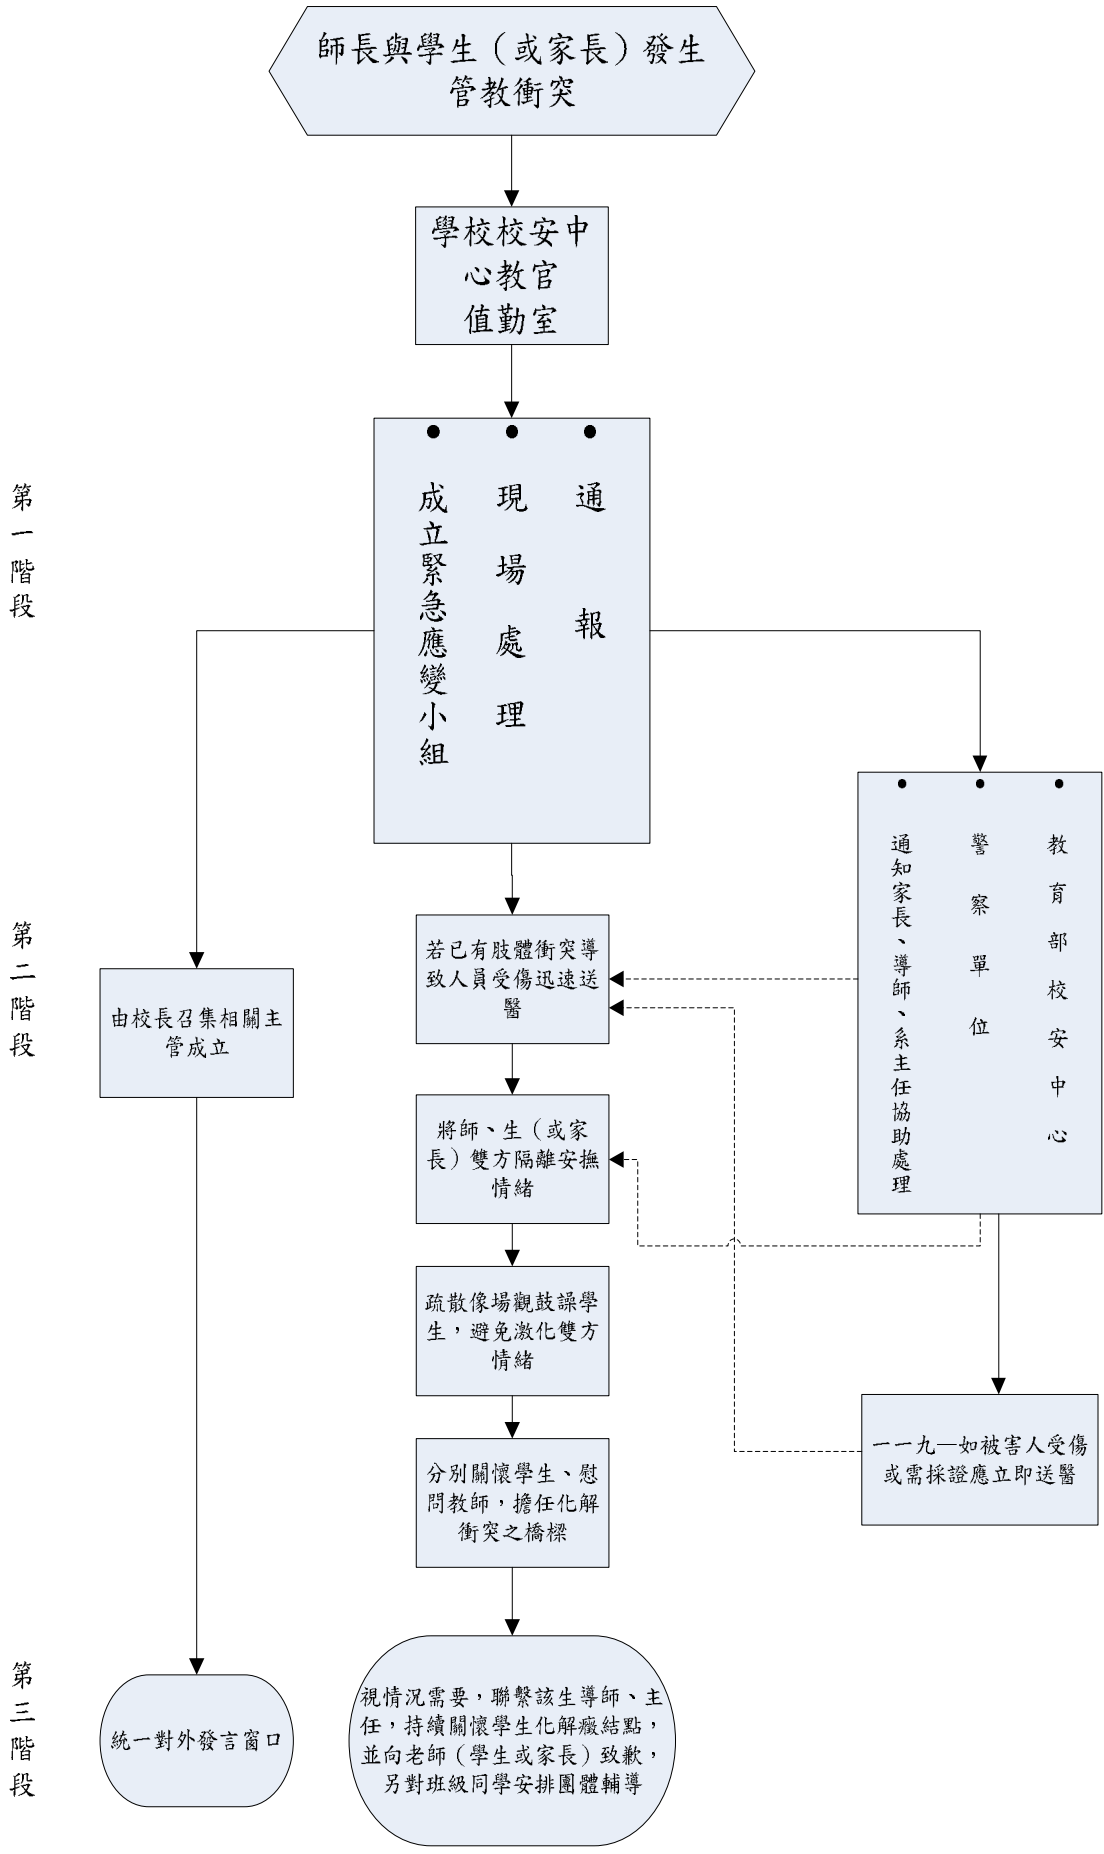 師長與學生（或家長）發生
管教衝突
學校校安中
心教官
值勤室
第一階段
● 通報
● 現場處理
● 成立緊急應變小組
● 教育部校安中心
● 警察單位
● 通知家長、導師、系主任協助處理
第二階段
由校長召集相關主
管成立
若已有肢體衝突導
致人員受傷迅速送
醫
將師、生（或家
長）雙方隔離安撫
情緒
疏散像場觀鼓譟學
生，避免激化雙方
情緒
分別關懷學生、慰
問教師，擔任化解
衝突之橋樑
一一九—如被害人受傷
或需採證應立即送醫
第三階段
統一對外發言窗口
視情況需要，聯繫該生導師、主
任，持續關懷學生化解癥結點，
並向老師（學生或家長）致歉，
另對班級同學安排團體輔導